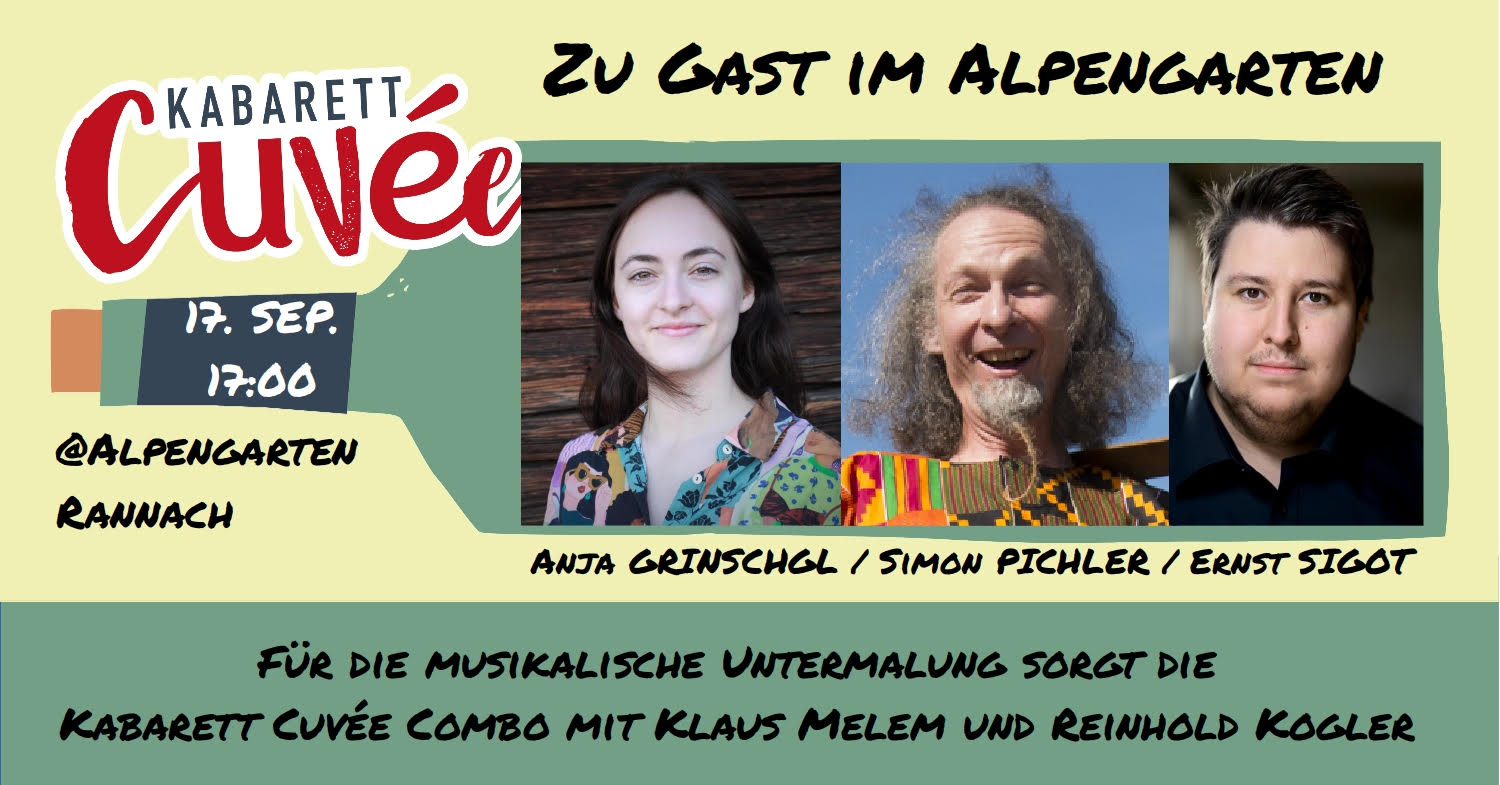 Zu Gast im Alpengarten
KABARETT
Cuvée
17. SEP.
17:00
@Alpengarten
Rannach
Anja GRINSCHGL / Simon PICHLER / Ernst SIGOT
Für die musikalische Untermalung sorgt die
Kabarett Cuvée Combo mit Klaus Melem und Reinhold Kogler